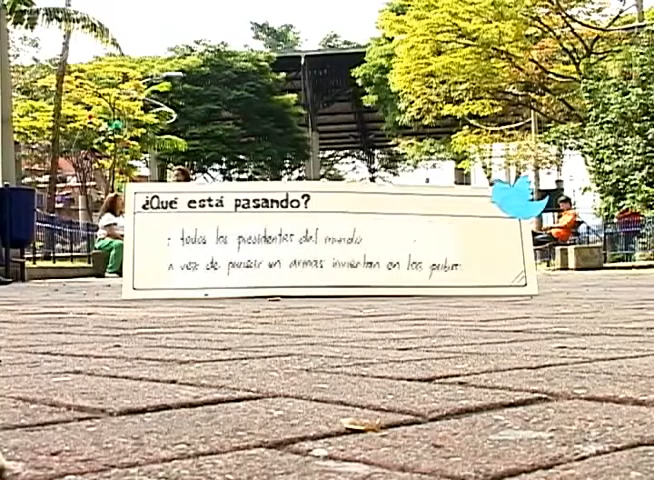 ¿Qué está pasando?
: todos los presidentes del mundo
a vez de pensar en armas inviertan en los pobres